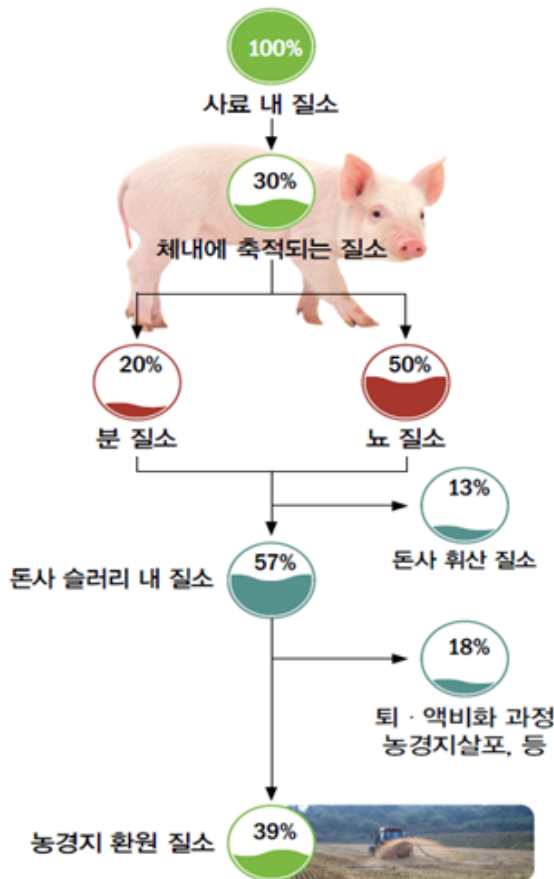 100%
사료 내 질소
30%
체내에 축적되는 질소
20%
50%
분 질소
뇨 질소
13%
돈사 휘산 질소
57%
돈사 슬러리 내 질소
18%
퇴 · 액비화 과정
농경지살포, 등
농경지 환원 질소
39%